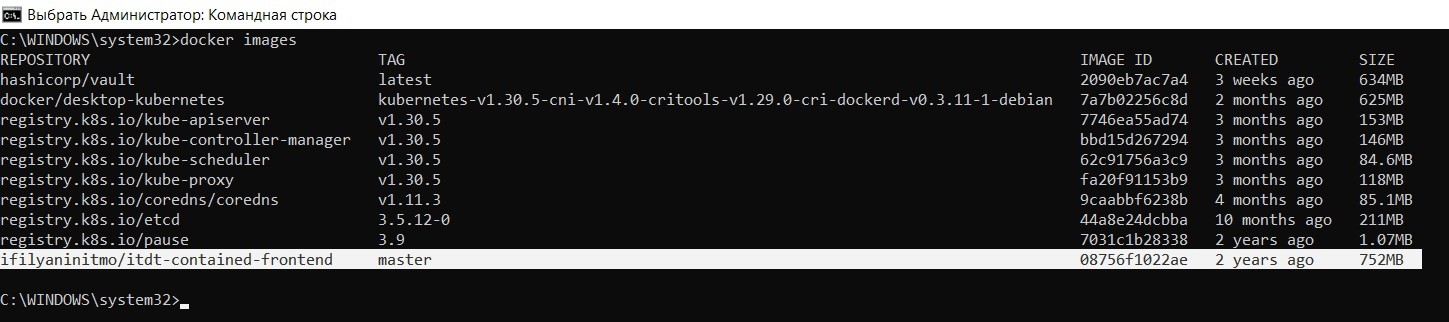 Выбрать Администратор: Командная строка
C:\WINDOWS\system32>docker images
REPOSITORY TAG IMAGE ID CREATED SIZE
hashicorp/vault latest 2090eb7ac7a4 3 weeks ago 634MB
docker/desktop-kubernetes kubernetes-v1.30.5-cni-v1.4.0-critools-v1.29.0-cri-dockerd-v0.3.11-1-debian 7a7b02256c8d 2 months ago 625MB
registry.k8s.io/kube-apiserver v1.30.5 7746ea55ad74 3 months ago 153MB
registry.k8s.io/kube-controller-manager v1.30.5 bbd15d267294 3 months ago 146MB
registry.k8s.io/kube-scheduler v1.30.5 62c91756a3c9 3 months ago 84.6MB
registry.k8s.io/kube-proxy v1.30.5 fa20f91153b9 3 months ago 118MB
registry.k8s.io/coredns/coredns v1.11.3 9caabbf6238b 4 months ago 85.1MB
registry.k8s.io/etcd 3.5.12-0 44a8e24dcbba 10 months ago 211MB
registry.k8s.io/pause 3.9 7031c1b28338 2 years ago 1.07MB
ifilyaninitmo/itdt-contained-frontend master 08756f1022ae 2 years ago 752MB
C:\WINDOWS\system32>